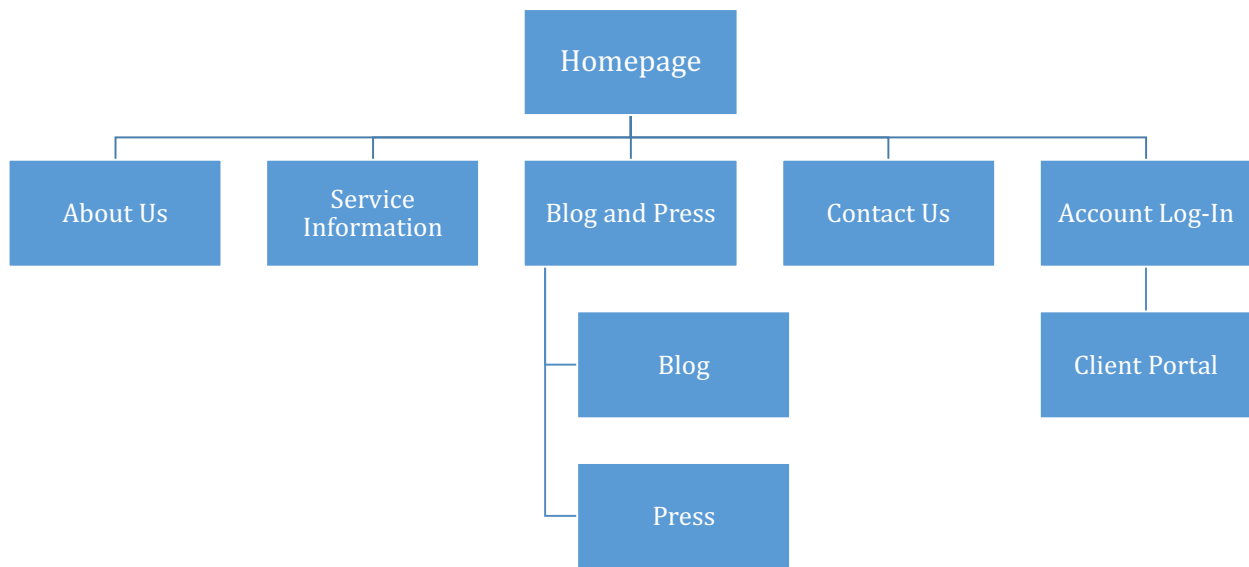 Homepage
About Us
Service
Information
Blog and Press
Contact Us
Account Log-In
Blog
Client Portal
Press